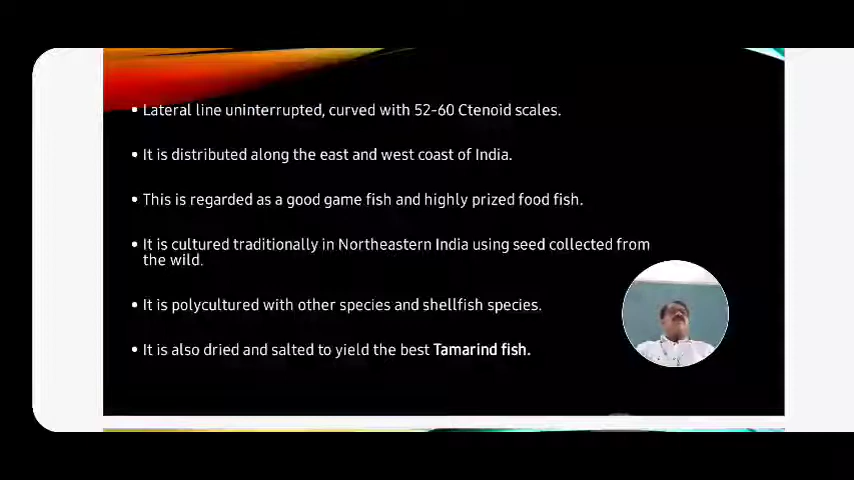 • Lateral line uninterrupted, curved with 52-60 Ctenoid scales.
• It is distributed along the east and west coast of India.
• This is regarded as a good game fish and highly prized food fish.
• It is cultured traditionally in Northeastern India using seed collected from
the wild.
• It is polycultured with other species and shellfish species.
• It is also dried and salted to yield the best Tamarind fish.